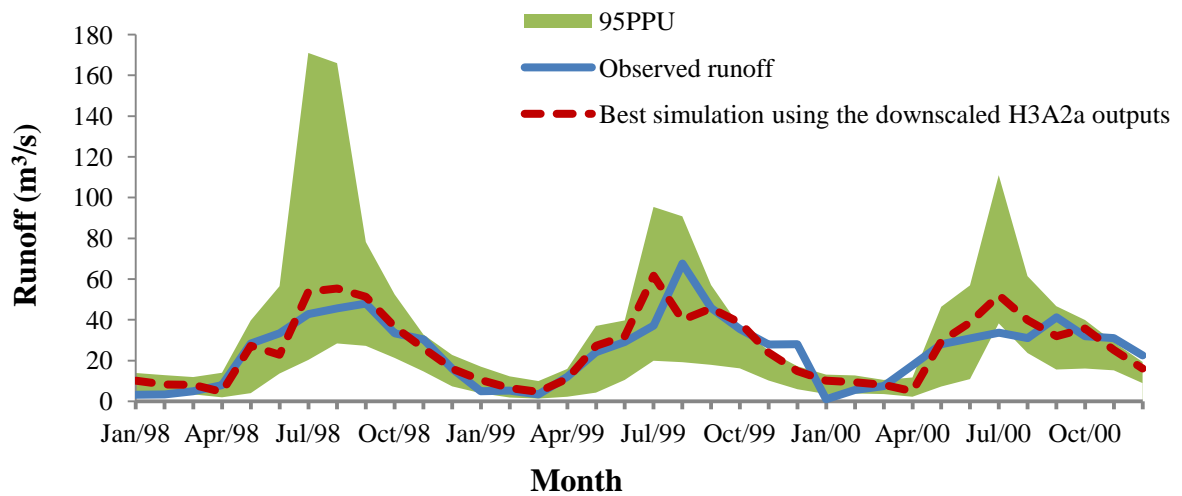 95PPU
Observed runoff
Best simulation using the downscaled H3A2a outputs
Runoff (m³/s)
180
160
140
120
100
80
60
40
20
0
Jan/98 Apr/98 Jul/98 Oct/98 Jan/99 Apr/99 Jul/99 Oct/99 Jan/00 Apr/00 Jul/00 Oct/00
Month